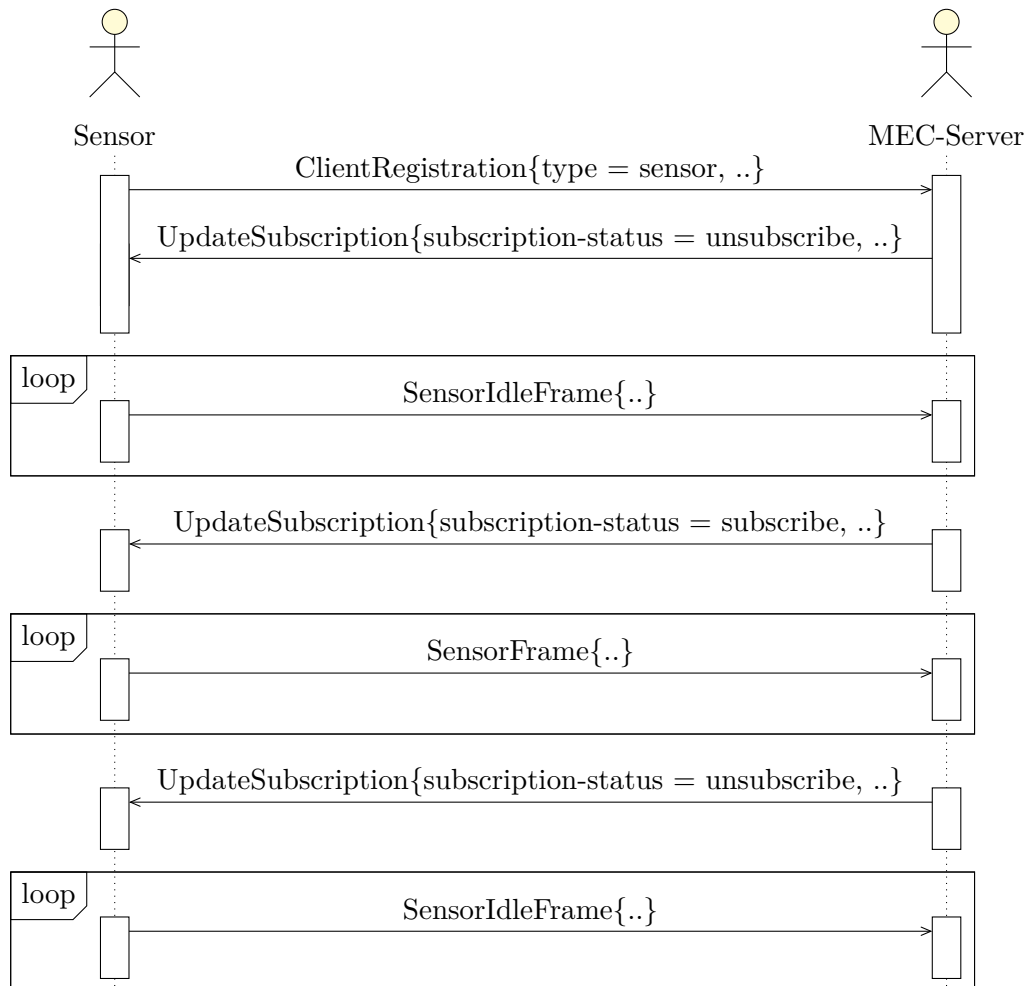 Sensor
MEC-Server
ClientRegistration{type = sensor, ..}
UpdateSubscription{subscription-status = unsubscribe, ..}
loop
SensorIdleFrame{..}
UpdateSubscription{subscription-status = subscribe, ..}
loop
SensorFrame{..}
UpdateSubscription{subscription-status = unsubscribe, ..}
loop
SensorIdleFrame{..}